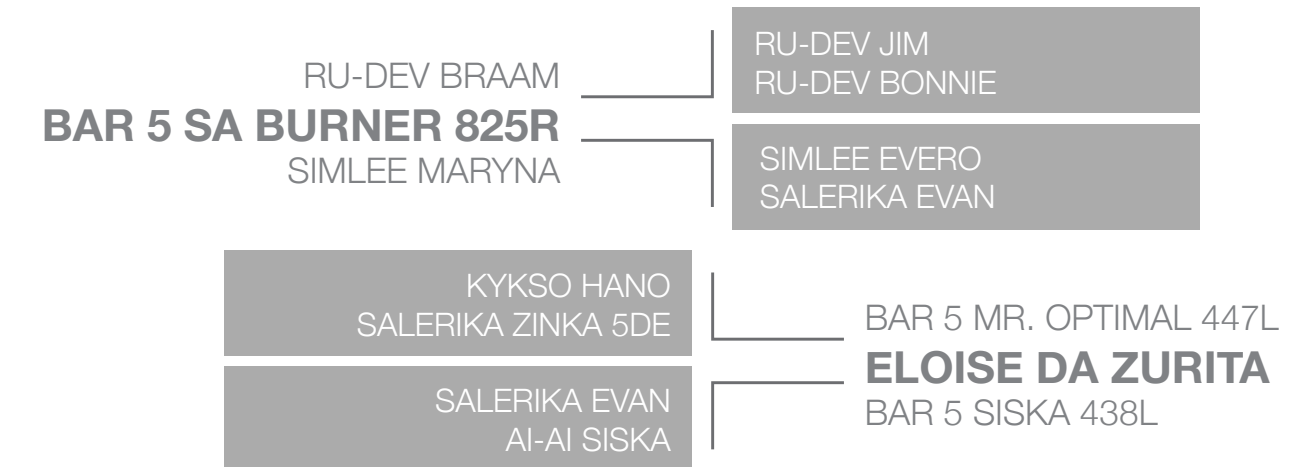 RU-DEV BRAAM
BAR 5 SA BURNER 825R
SIMLEE MARYNA
RU-DEV JIM
RU-DEV BONNIE
SIMLEE EVERO
SALERIKA EVAN
KYKSO HANO
SALERIKA ZINKA 5DE
SALERIKA EVAN
AI-AI SISKA
BAR 5 MR. OPTIMAL 447L
ELOISE DA ZURITA
BAR 5 SISKA 438L